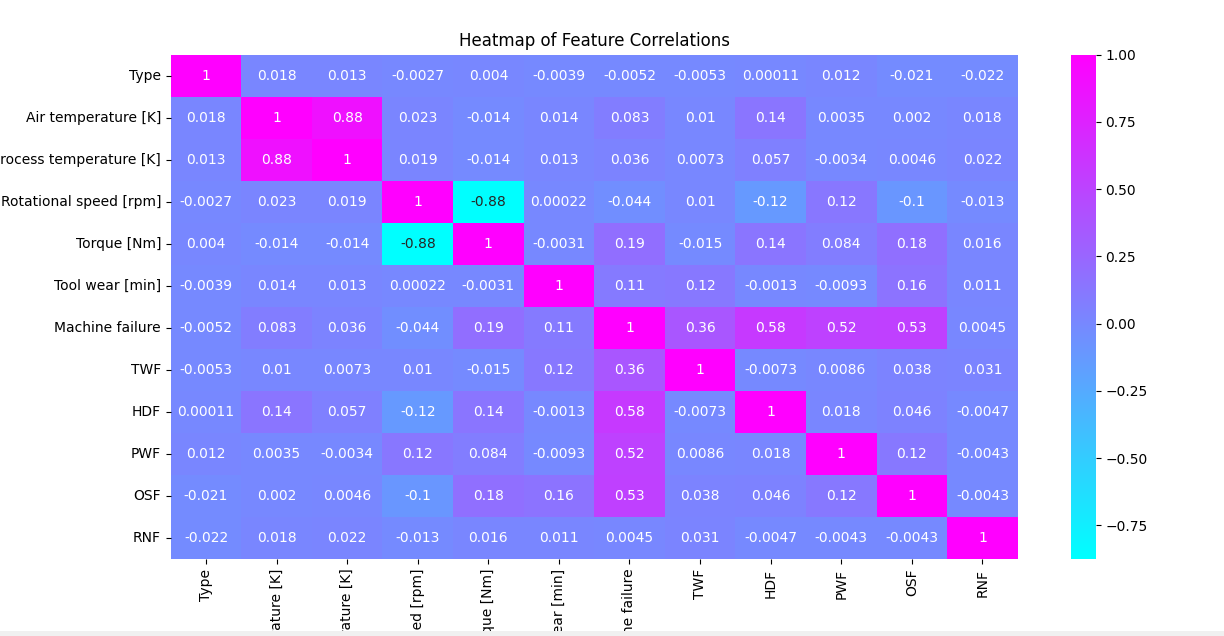 Heatmap of Feature Correlations
Type 1 0.018 0.013 -0.0027 0.004 -0.0039 -0.0052 -0.0053 0.00011 0.012 -0.021 -0.022
Air temperature [K] 0.018 1 0.88 0.023 -0.014 0.014 0.083 0.01 0.14 0.0035 0.002 0.018
rocess temperature [K] 0.013 0.88 1 0.019 -0.014 0.013 0.036 0.0073 0.057 -0.0034 0.0046 0.022
Rotational speed [rpm] -0.0027 0.023 0.019 1 -0.88 0.00022 -0.044 0.01 -0.12 0.12 -0.1 -0.013
Torque [Nm] 0.004 -0.014 -0.014 -0.88 1 -0.0031 0.19 -0.015 0.14 0.084 0.18 0.016
Tool wear [min] -0.0039 0.014 0.013 0.00022 -0.0031 1 0.11 0.12 -0.0013 -0.0093 0.16 0.011
Machine failure -0.0052 0.083 0.036 -0.044 0.19 0.11 1 0.36 0.58 0.52 0.53 0.0045
TWF -0.0053 0.01 0.0073 0.01 -0.015 0.12 0.36 1 -0.0073 0.0086 0.038 0.031
HDF 0.00011 0.14 0.057 -0.12 0.14 -0.0013 0.58 -0.0073 1 0.018 0.046 -0.0047
PWF 0.012 0.0035 -0.0034 0.12 0.084 -0.0093 0.52 0.0086 0.018 1 0.12 -0.0043
OSF -0.021 0.002 0.0046 -0.1 0.18 0.16 0.53 0.038 0.046 0.12 1 -0.0043
RNF -0.022 0.018 0.022 -0.013 0.016 0.011 0.0045 0.031 -0.0047 -0.0043 -0.0043 1
Type
ature [K]
rature [K]
ed [rpm]
que [Nm]
ear [min]
ne failure
TWF
HDF
PWF
OSF
RNF
1.00
0.75
0.50
0.25
0.00
−0.25
−0.50
−0.75